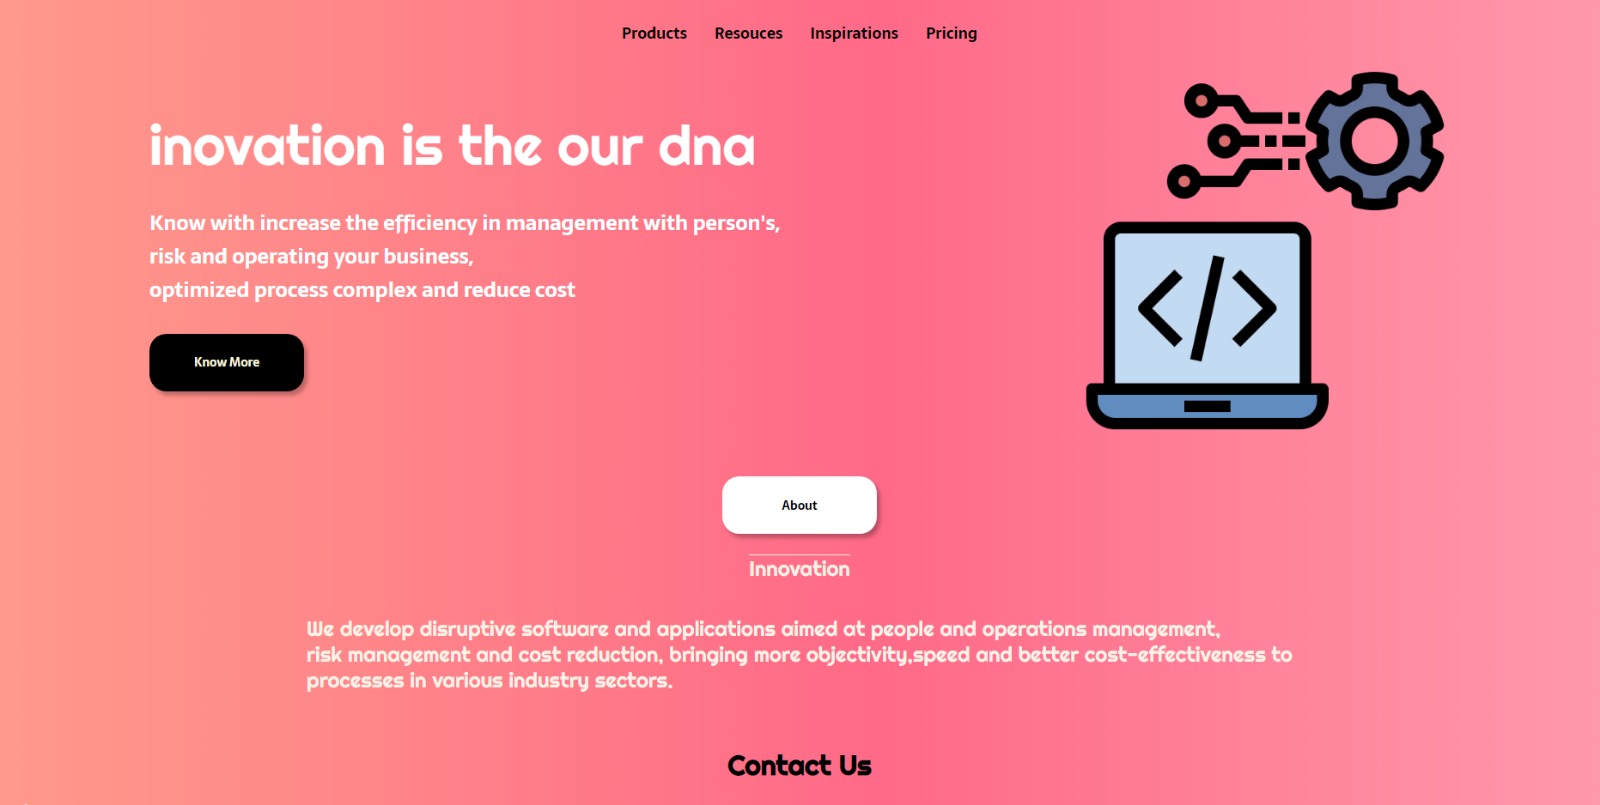 Products Resouces Inspirations Pricing
inovation is the our dna
Know with increase the efficiency in management with person's,
risk and operating your business,
optimized process complex and reduce cost
Know More
</>
About
Innovation
We develop disruptive software and applications aimed at people and operations management,
risk management and cost reduction, bringing more objectivity,speed and better cost-effectiveness to
processes in various industry sectors.
Contact Us